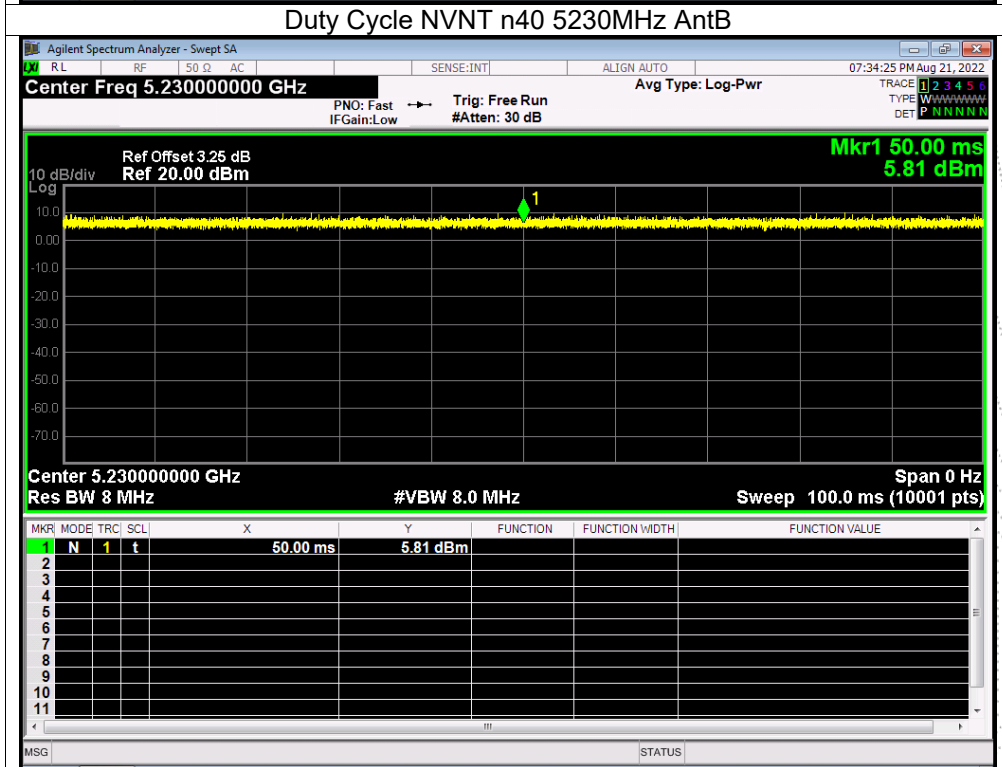 Duty Cycle NVNT n40 5230MHz AntB
Agilent Spectrum Analyzer - Swept SA
LXI RL RF 50 Ω AC SENSE:INT ALIGN AUTO 07:34:25 PM Aug 21, 2022
Center Freq 5.230000000 GHz Avg Type: Log-Pwr TRACE 1 2 3 4 5 6
PNO: Fast Trig: Free Run TYPE WWWWWWW
IFGain:Low #Atten: 30 dB DET P N N N N N
Mkr1 50.00 ms
Ref Offset 3.25 dB
10 dB/div Ref 20.00 dBm 5.81 dBm
Log
1
10.0
0.00
-10.0
-20.0
-30.0
-40.0
-50.0
-60.0
-70.0
Center 5.230000000 GHz Span 0 Hz
Res BW 8 MHz #VBW 8.0 MHz Sweep 100.0 ms (10001 pts)
MKR MODE TRC SCL X Y FUNCTION FUNCTION WIDTH FUNCTION VALUE
1 N 1 t 50.00 ms 5.81 dBm
2
3
4
5
6
7
8
9
10
11
MSG STATUS